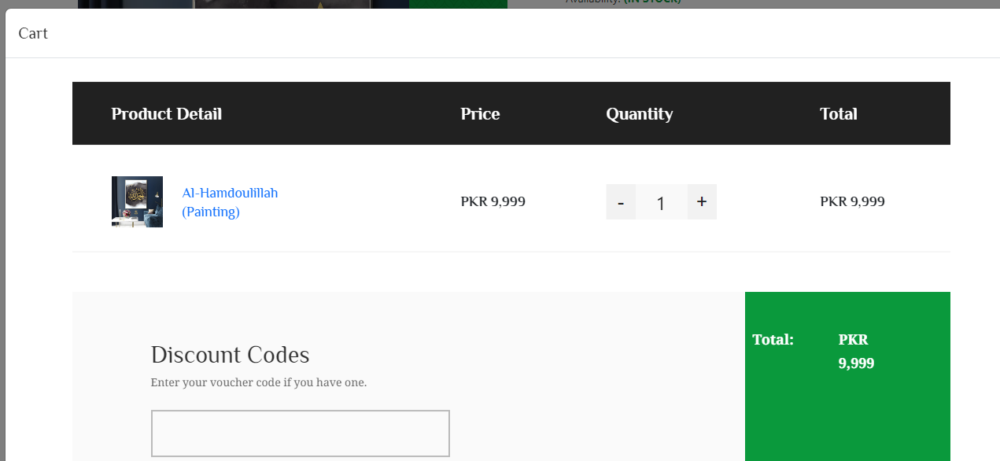 Availability: (IN STOCK)
Cart
Product Detail Price Quantity Total
Al-Hamdoulillah
(Painting)
PKR 9,999
- 1 +
PKR 9,999
Discount Codes
Enter your voucher code if you have one.
Total: PKR
9,999